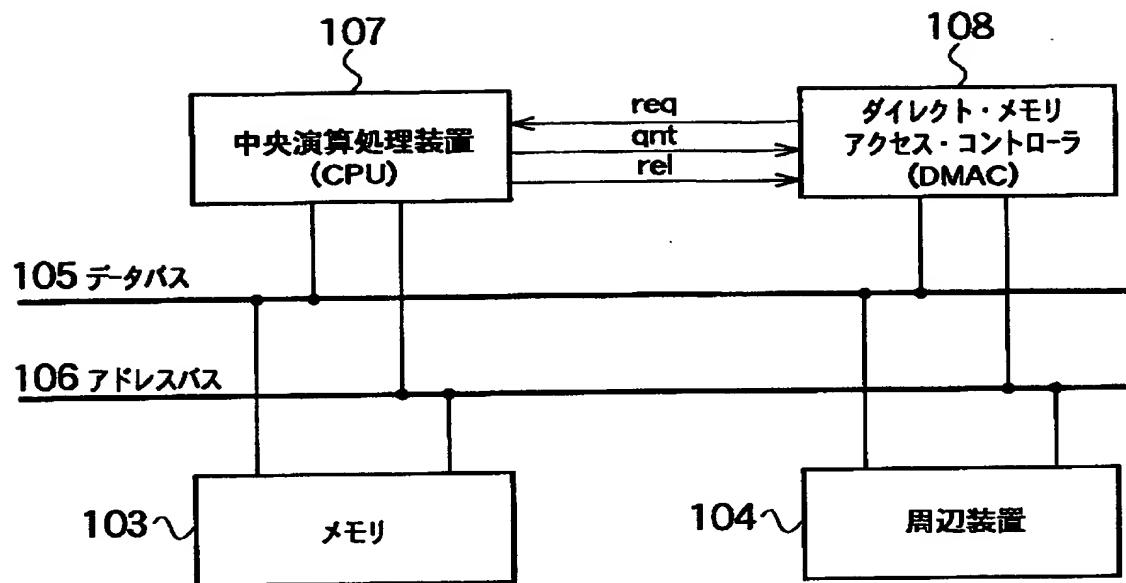 107
108
中央演算処理装置
(CPU)
req
qnt
rel
ダイレクト・メモリ
アクセス・コントローラ
(DMAC)
105 データバス
106 アドレスバス
103
メモリ
104
周辺装置